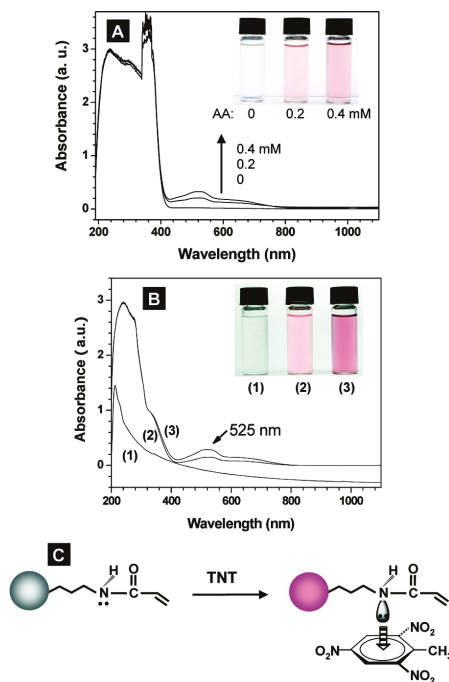 A
Absorbance (a. u.)
3
2
1
0
AA: 0 0.2 0.4 mM
0.4 mM
0.2
0
200 400 600 800 1000
Wavelength (nm)
B
Absorbance (a.u.)
3
2
1
0
(1) (2) (3)
525 nm
(1)
(2)
(3)
200 400 600 800 1000
Wavelength (nm)
C
H
O
N
TNT
H
O
N
NO₂
O₂N
CH₃
NO₂